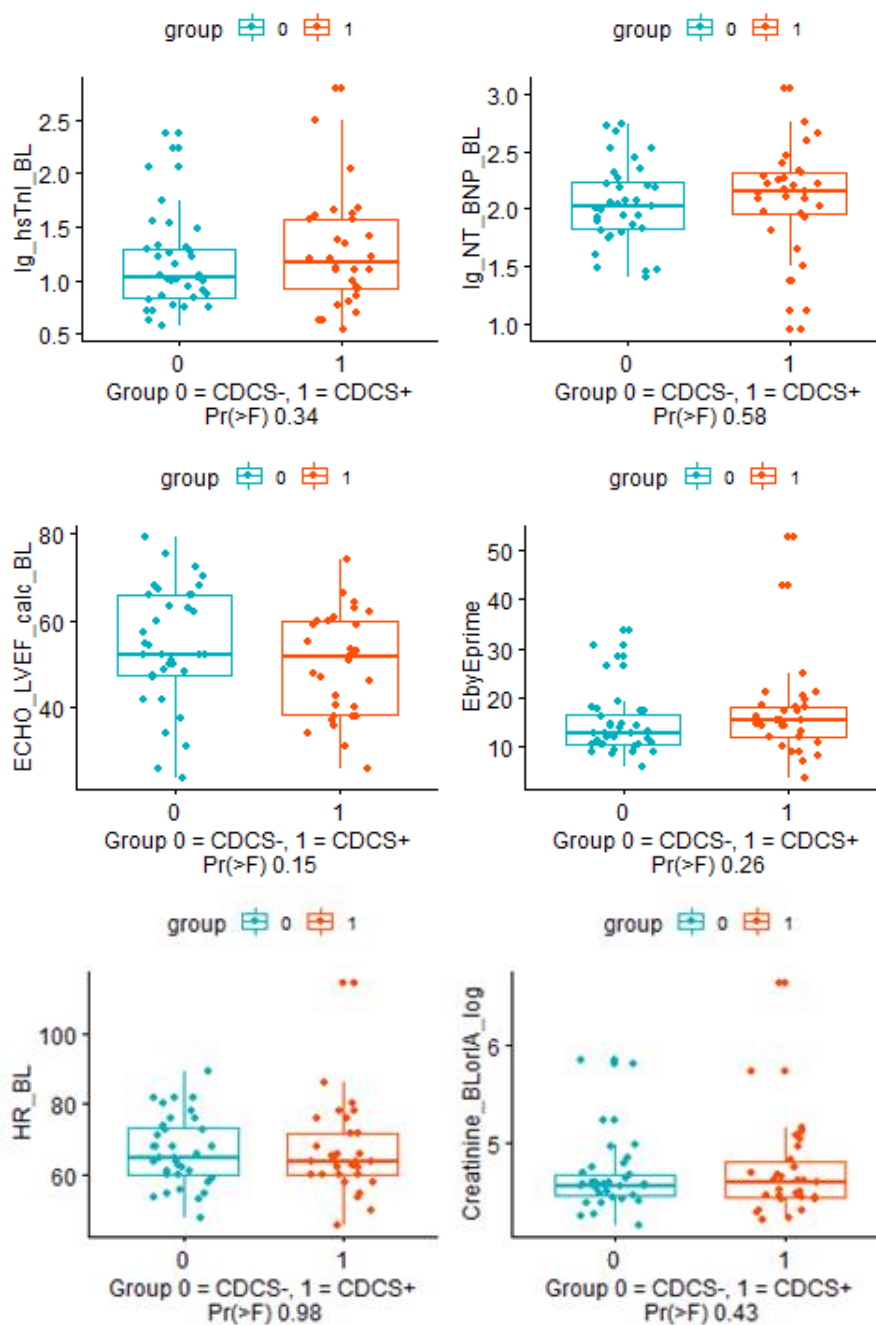 group 0 1
lg_hsTnI_BL
2.5
2.0
1.5
1.0
0.5
0 1
Group 0 = CDCS-, 1 = CDCS+
Pr(>F) 0.34
group 0 1
lg_NT_BNP_BL
3.0
2.5
2.0
1.5
1.0
0 1
Group 0 = CDCS-, 1 = CDCS+
Pr(>F) 0.58
group 0 1
ECHO_LVEF_calc_BL
80
60
40
0 1
Group 0 = CDCS-, 1 = CDCS+
Pr(>F) 0.15
group 0 1
EbyEprime
50
40
30
20
10
0 1
Group 0 = CDCS-, 1 = CDCS+
Pr(>F) 0.26
group 0 1
HR_BL
100
80
60
0 1
Group 0 = CDCS-, 1 = CDCS+
Pr(>F) 0.98
group 0 1
Creatinine_BLorIA_log
6
5
0 1
Group 0 = CDCS-, 1 = CDCS+
Pr(>F) 0.43